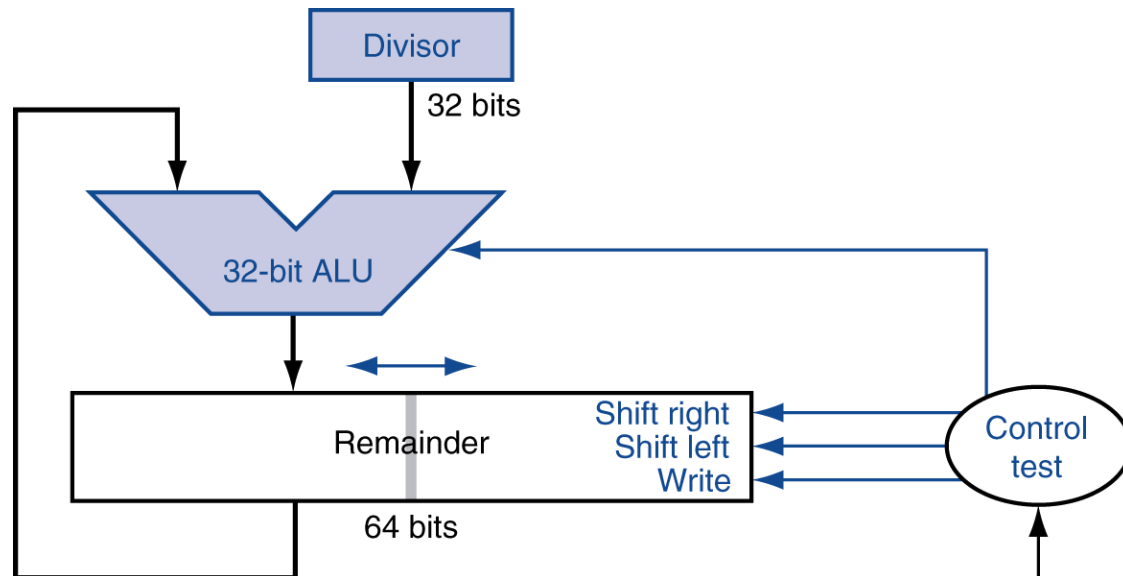 Divisor
32 bits
32-bit ALU
Remainder
Shift right
Shift left
Write
Control
test
64 bits